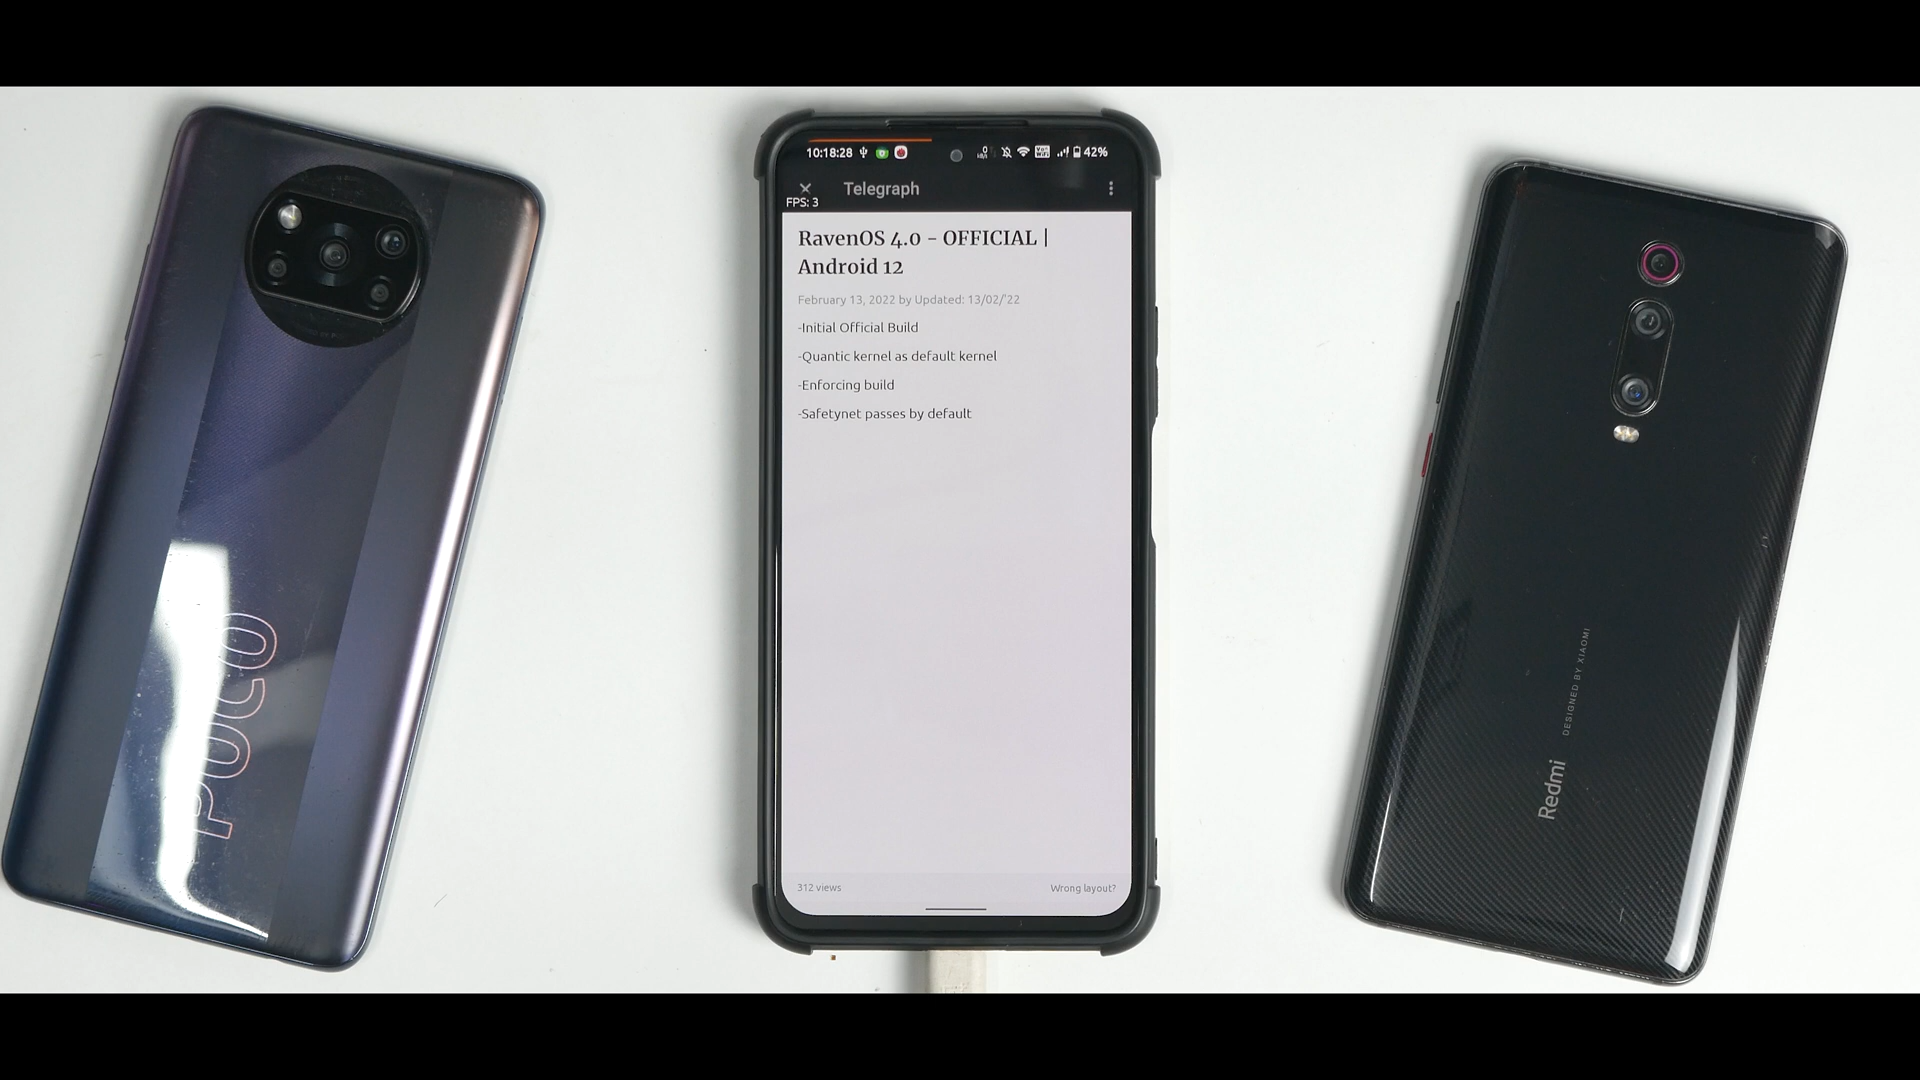 10:18:28
42%
Telegraph
FPS: 3
RavenOS 4.0 - OFFICIAL |
Android 12
February 13, 2022 by Updated: 13/02/'22
-Initial Official Build
-Quantic kernel as default kernel
-Enforcing build
-Safetynet passes by default
312 views
Wrong layout?
POCO
Redmi
DESIGNED BY XIAOMI